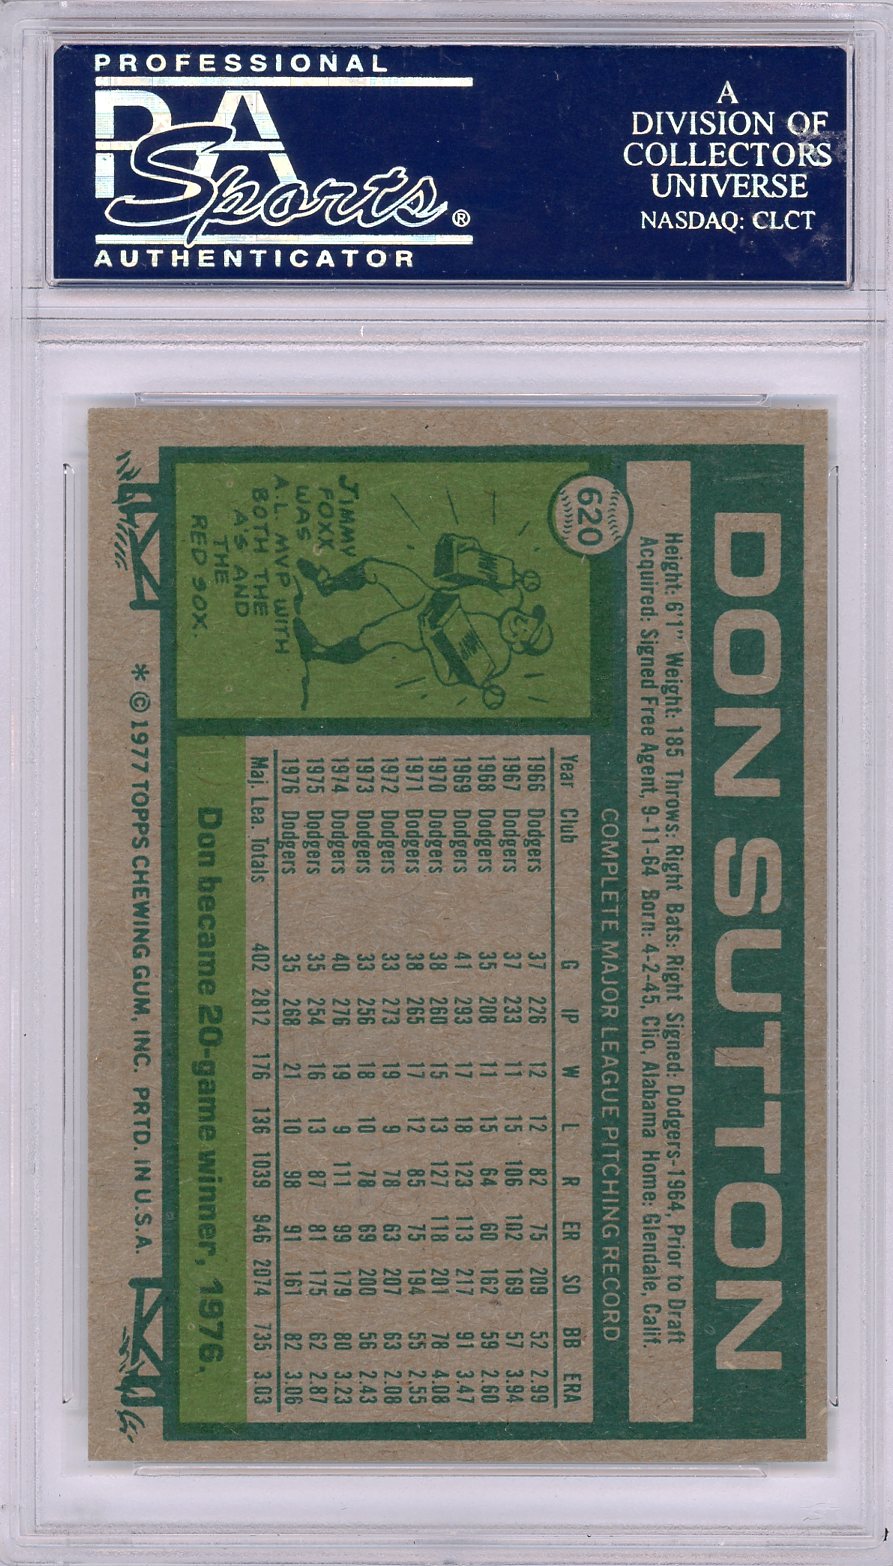 PROFESSIONAL
PSA
Sports®
AUTHENTICATOR
A
DIVISION OF
COLLECTORS
UNIVERSE
NASDAQ: CLCT
DON SUTTON
620
Height: 6'1" Weight: 185 Throws: Right Bats: Right Signed: Dodgers-1964, Prior to Draft
Acquired: Signed Free Agent, 9-11-64 Born: 4-2-45, Clio, Alabama Home: Glendale, Calif.
COMPLETE MAJOR LEAGUE PITCHING RECORD
Year Club G IP W L R ER SO BB ERA
1966 Dodgers 37 226 12 12 82 75 209 52 2.99
1967 Dodgers 37 233 11 15 106 102 169 57 3.94
1968 Dodgers 35 208 11 15 64 60 162 59 2.60
1969 Dodgers 41 293 17 18 123 113 217 91 3.47
1970 Dodgers 38 260 15 13 127 118 201 78 4.08
1971 Dodgers 38 265 17 12 85 75 194 55 2.55
1972 Dodgers 33 273 19 9 78 63 207 63 2.08
1973 Dodgers 33 256 18 10 78 69 200 56 2.43
1974 Dodgers 40 276 19 9 111 99 179 80 3.23
1975 Dodgers 35 254 16 13 87 81 175 62 2.87
1976 Dodgers 35 268 21 10 98 91 161 82 3.06
Maj. Lea. Totals 402 2812 176 136 1039 946 2074 735 3.03
JIMMY
FOXX
WAS
A.L. MVP WITH
BOTH THE
A'S AND
THE
RED SOX.
Don became 20-game winner, 1976.
* © 1977 TOPPS CHEWING GUM, INC. PRTD. IN U.S.A.